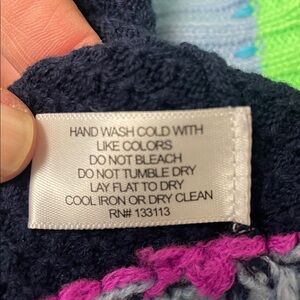 HAND WASH COLD WITH
LIKE COLORS
DO NOT BLEACH
DO NOT TUMBLE DRY
LAY FLAT TO DRY
COOL IRON OR DRY CLEAN
RN# 133113